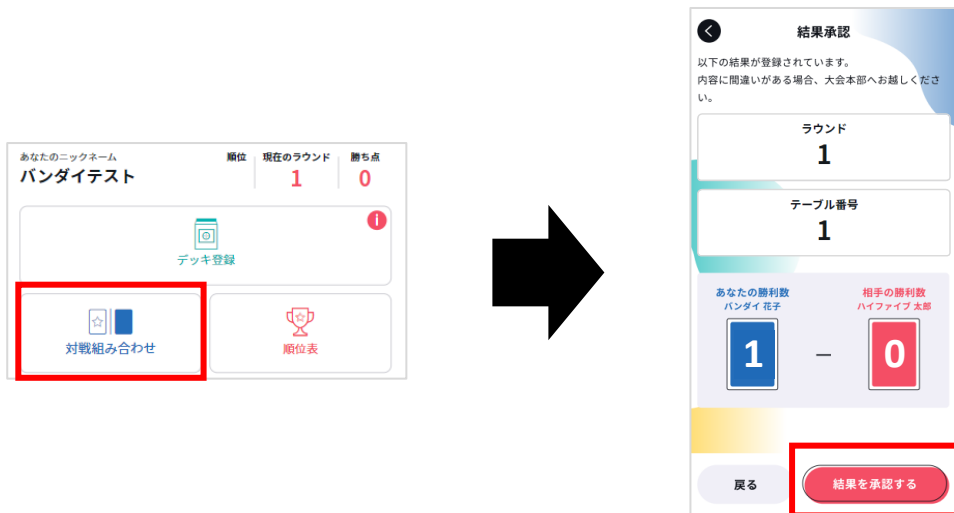 あなたのニックネーム
バンダイテスト
順位
現在のラウンド
1
勝ち点
0
i
デッキ登録
対戦組み合わせ
順位表
結果承認
以下の結果が登録されています。
内容に間違いがある場合、大会本部へお越しくださ
い。
ラウンド
1
テーブル番号
1
あなたの勝利数
バンダイ 花子
1
–
相手の勝利数
ハイファイブ 太郎
0
戻る
結果を承認する